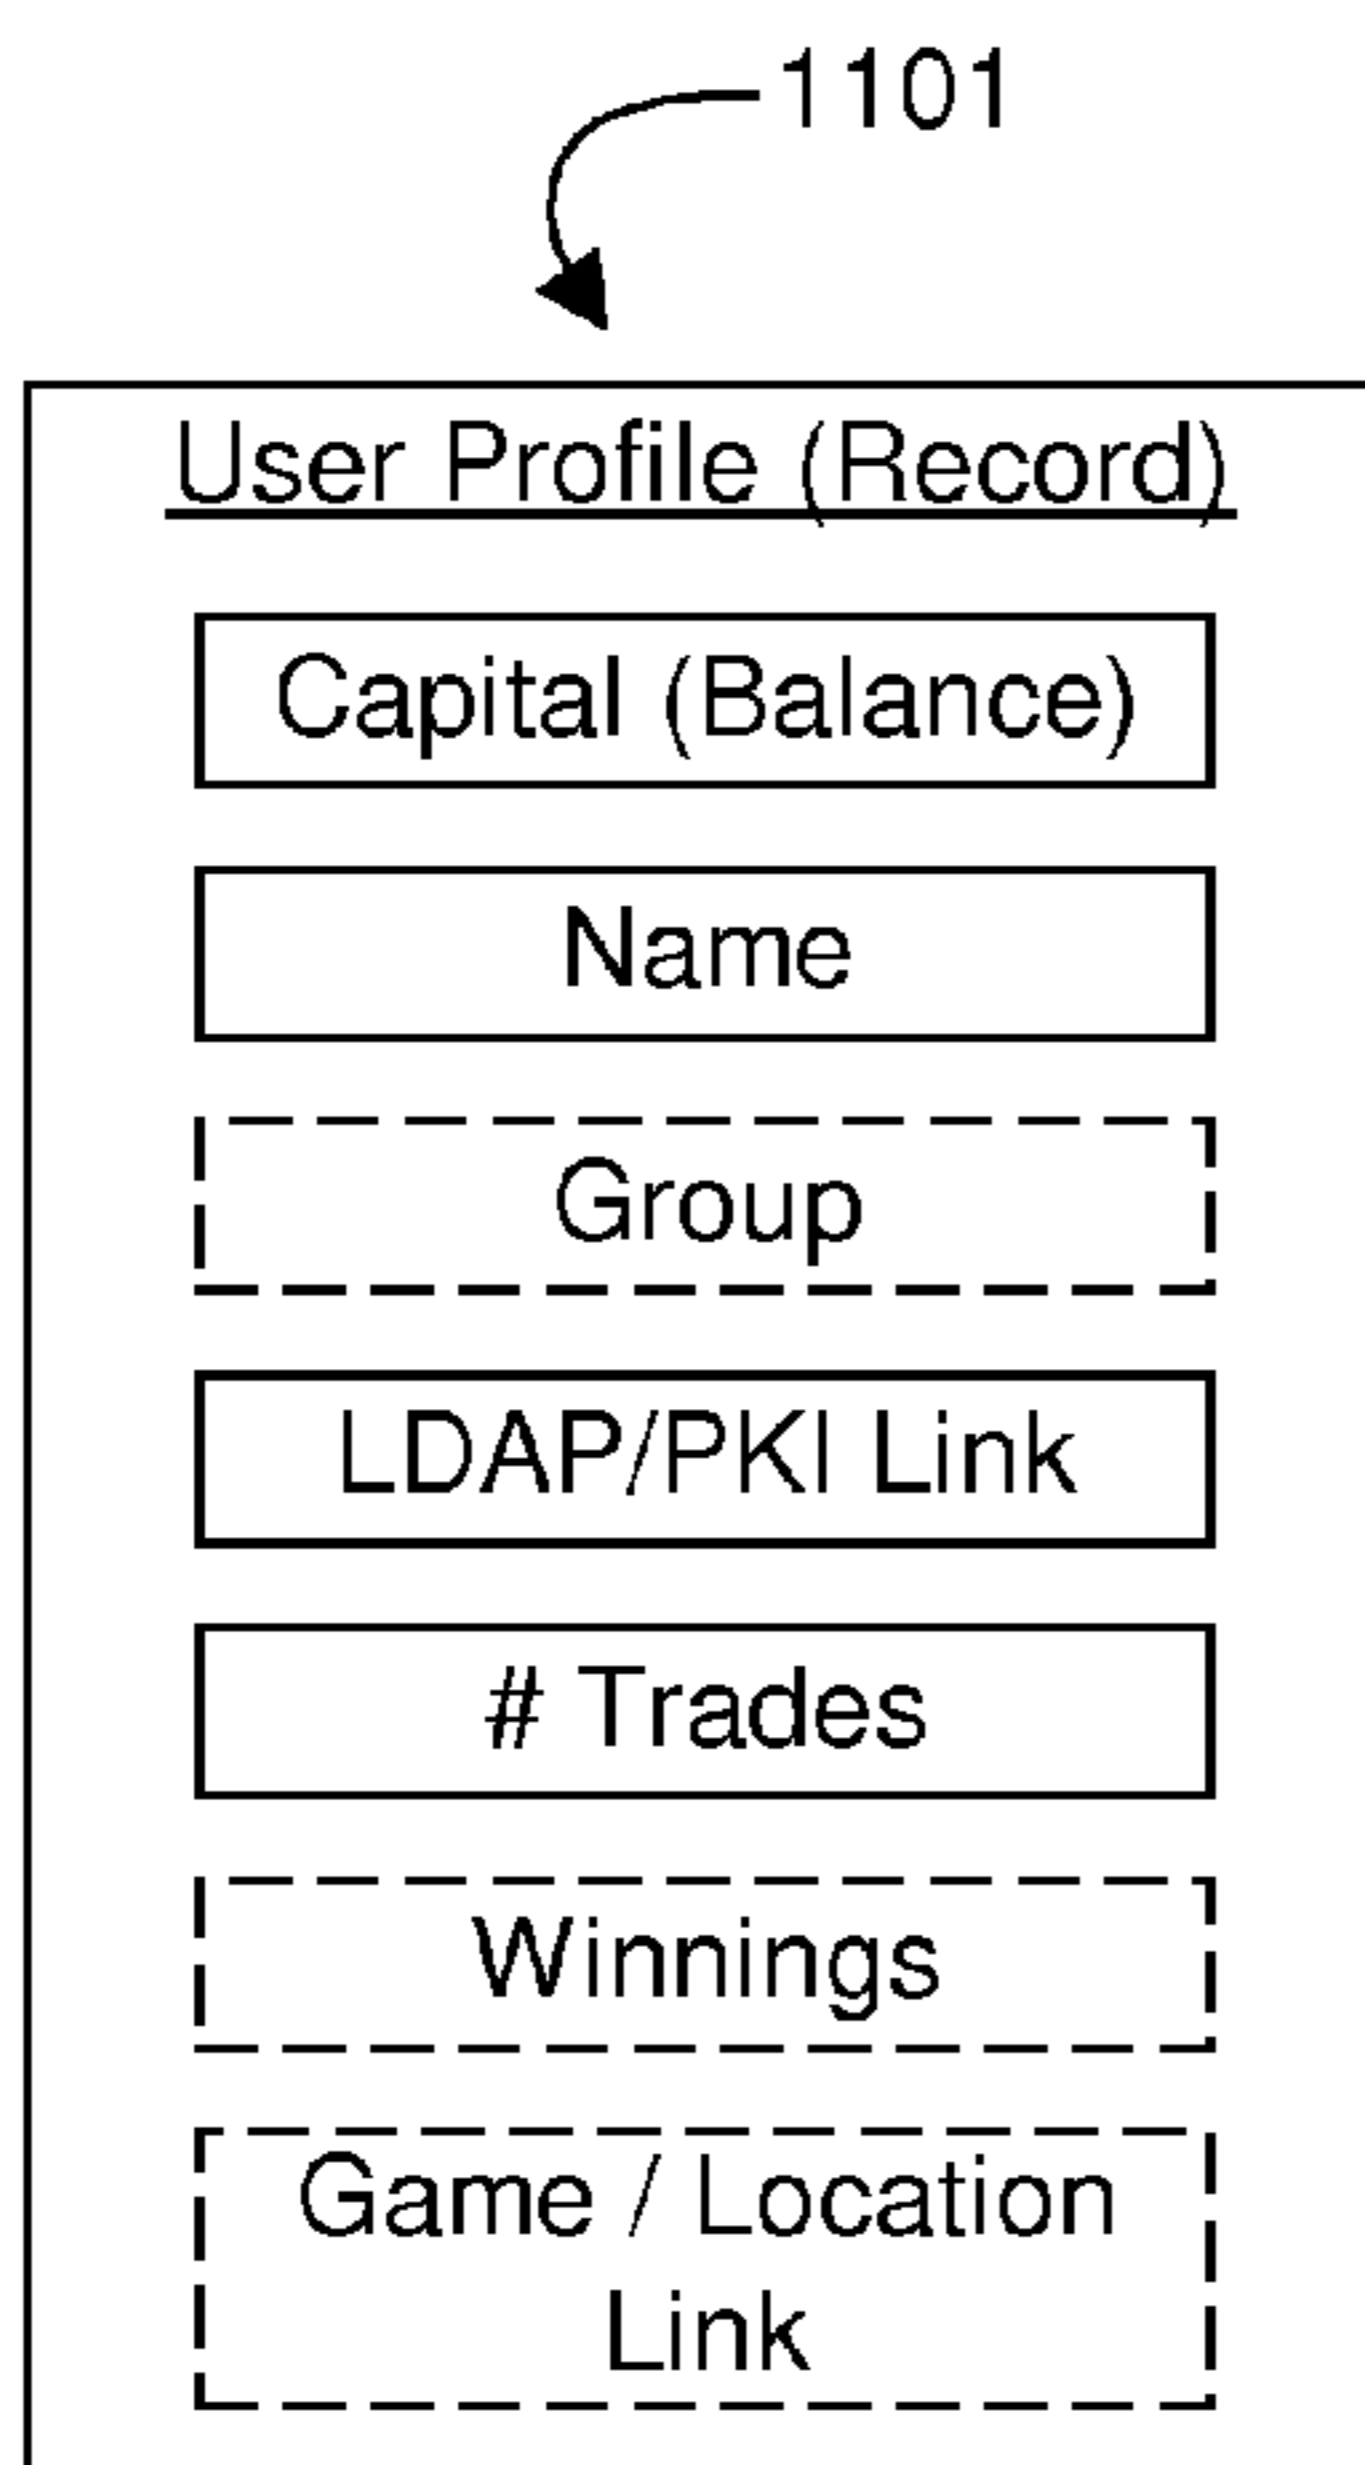 1101
User Profile (Record)
Capital (Balance)
Name
Group
LDAP/PKI Link
# Trades
Winnings
Game / Location
Link